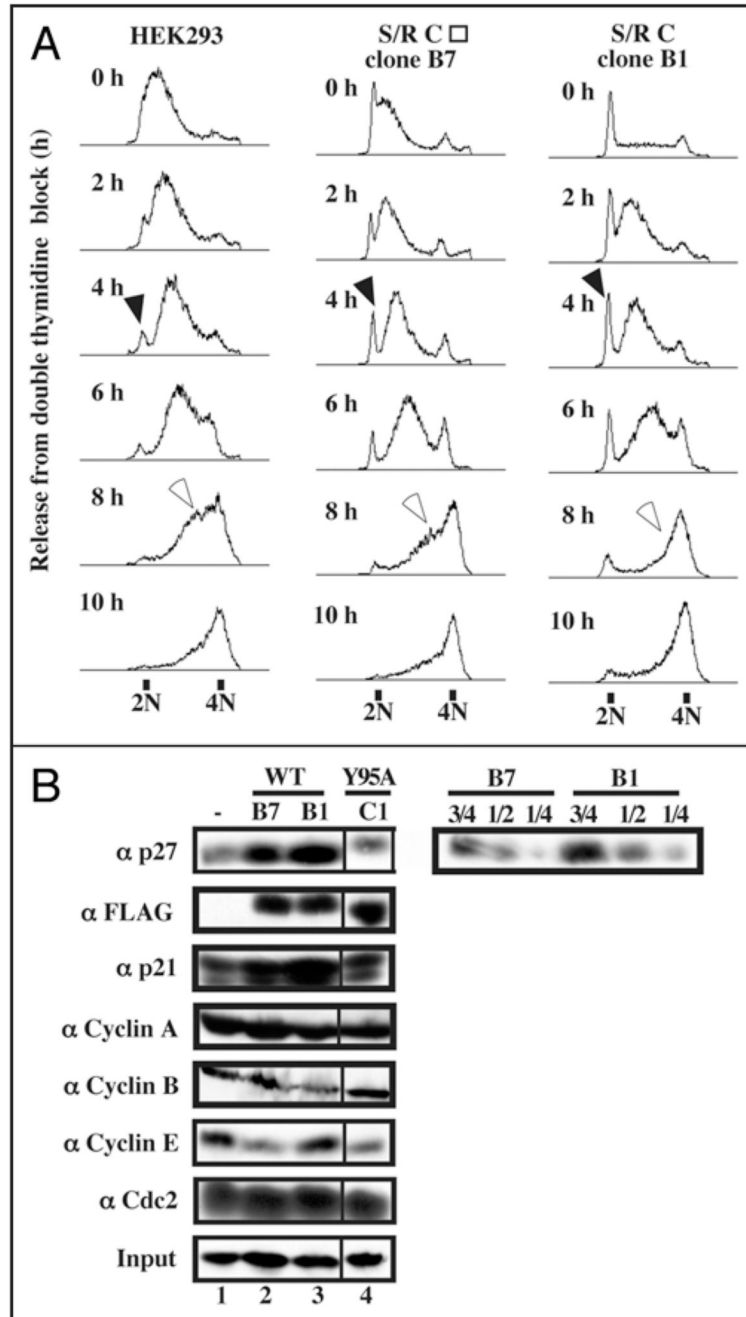 A
HEK293
S/R C □
clone B7
S/R C
clone B1
Release from double thymidine block (h)
0 h
0 h
0 h
2 h
2 h
2 h
4 h
4 h
4 h
6 h
6 h
6 h
8 h
8 h
8 h
10 h
10 h
10 h
2N 4N
2N 4N
2N 4N
B
WT Y95A
- B7 B1 C1
B7 B1
3/4 1/2 1/4 3/4 1/2 1/4
α p27
α FLAG
α p21
α Cyclin A
α Cyclin B
α Cyclin E
α Cdc2
Input
1 2 3 4